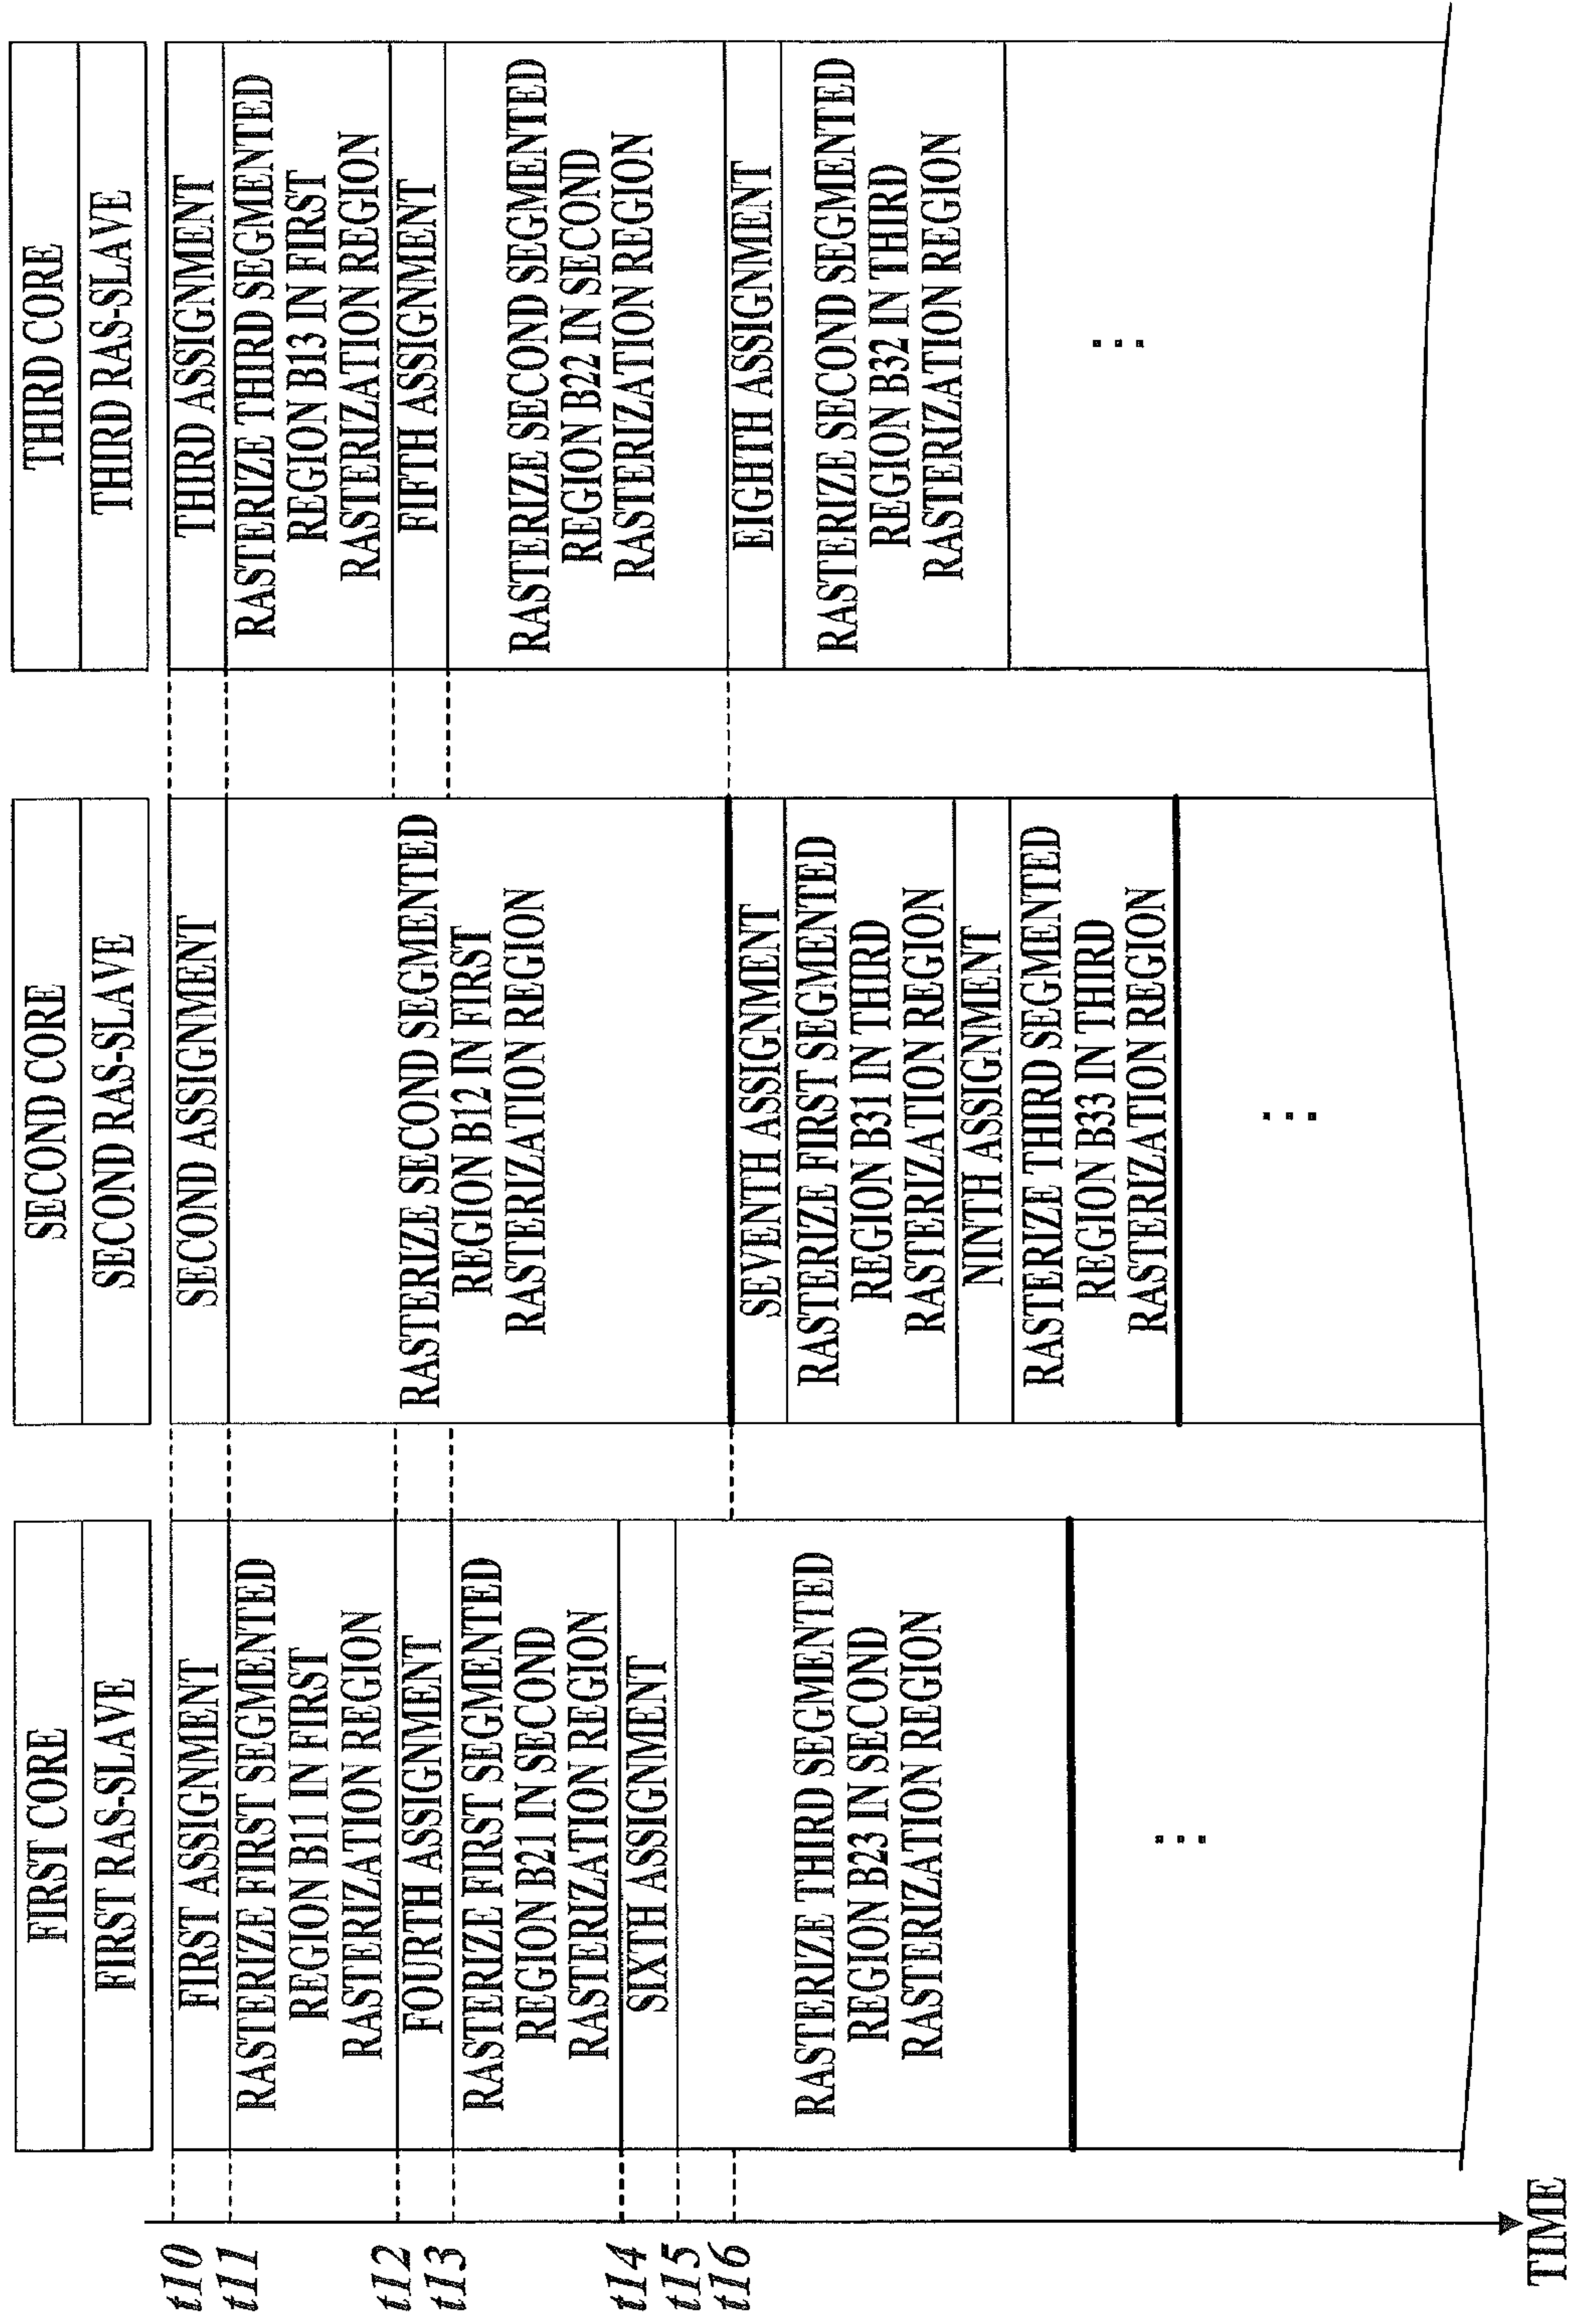 FIRST CORE
FIRST RAS-SLAVE
FIRST ASSIGNMENT
RASTERIZE FIRST SEGMENTED
REGION B11 IN FIRST
RASTERIZATION REGION
FOURTH ASSIGNMENT
RASTERIZE FIRST SEGMENTED
REGION B21 IN SECOND
RASTERIZATION REGION
SIXTH ASSIGNMENT
RASTERIZE THIRD SEGMENTED
REGION B23 IN SECOND
RASTERIZATION REGION
...
SECOND CORE
SECOND RAS-SLAVE
SECOND ASSIGNMENT
RASTERIZE SECOND SEGMENTED
REGION B12 IN FIRST
RASTERIZATION REGION
SEVENTH ASSIGNMENT
RASTERIZE FIRST SEGMENTED
REGION B31 IN THIRD
RASTERIZATION REGION
NINTH ASSIGNMENT
RASTERIZE THIRD SEGMENTED
REGION B33 IN THIRD
RASTERIZATION REGION
...
THIRD CORE
THIRD RAS-SLAVE
THIRD ASSIGNMENT
RASTERIZE THIRD SEGMENTED
REGION B13 IN FIRST
RASTERIZATION REGION
FIFTH ASSIGNMENT
RASTERIZE SECOND SEGMENTED
REGION B22 IN SECOND
RASTERIZATION REGION
EIGHTH ASSIGNMENT
RASTERIZE SECOND SEGMENTED
REGION B32 IN THIRD
RASTERIZATION REGION
...
t10
t11
t12
t13
t14
t15
t16
TIME